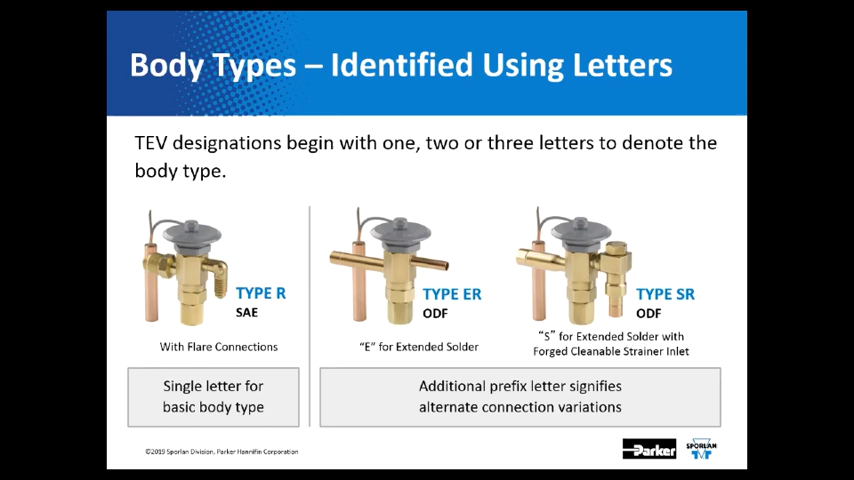 Body Types – Identified Using Letters
TEV designations begin with one, two or three letters to denote the
body type.
TYPE R
SAE
With Flare Connections
TYPE ER
ODF
“E” for Extended Solder
TYPE SR
ODF
“S” for Extended Solder with
Forged Cleanable Strainer Inlet
Single letter for
basic body type
Additional prefix letter signifies
alternate connection variations
©2019 Sporlan Division, Parker Hannifin Corporation
Parker
SPORLAN